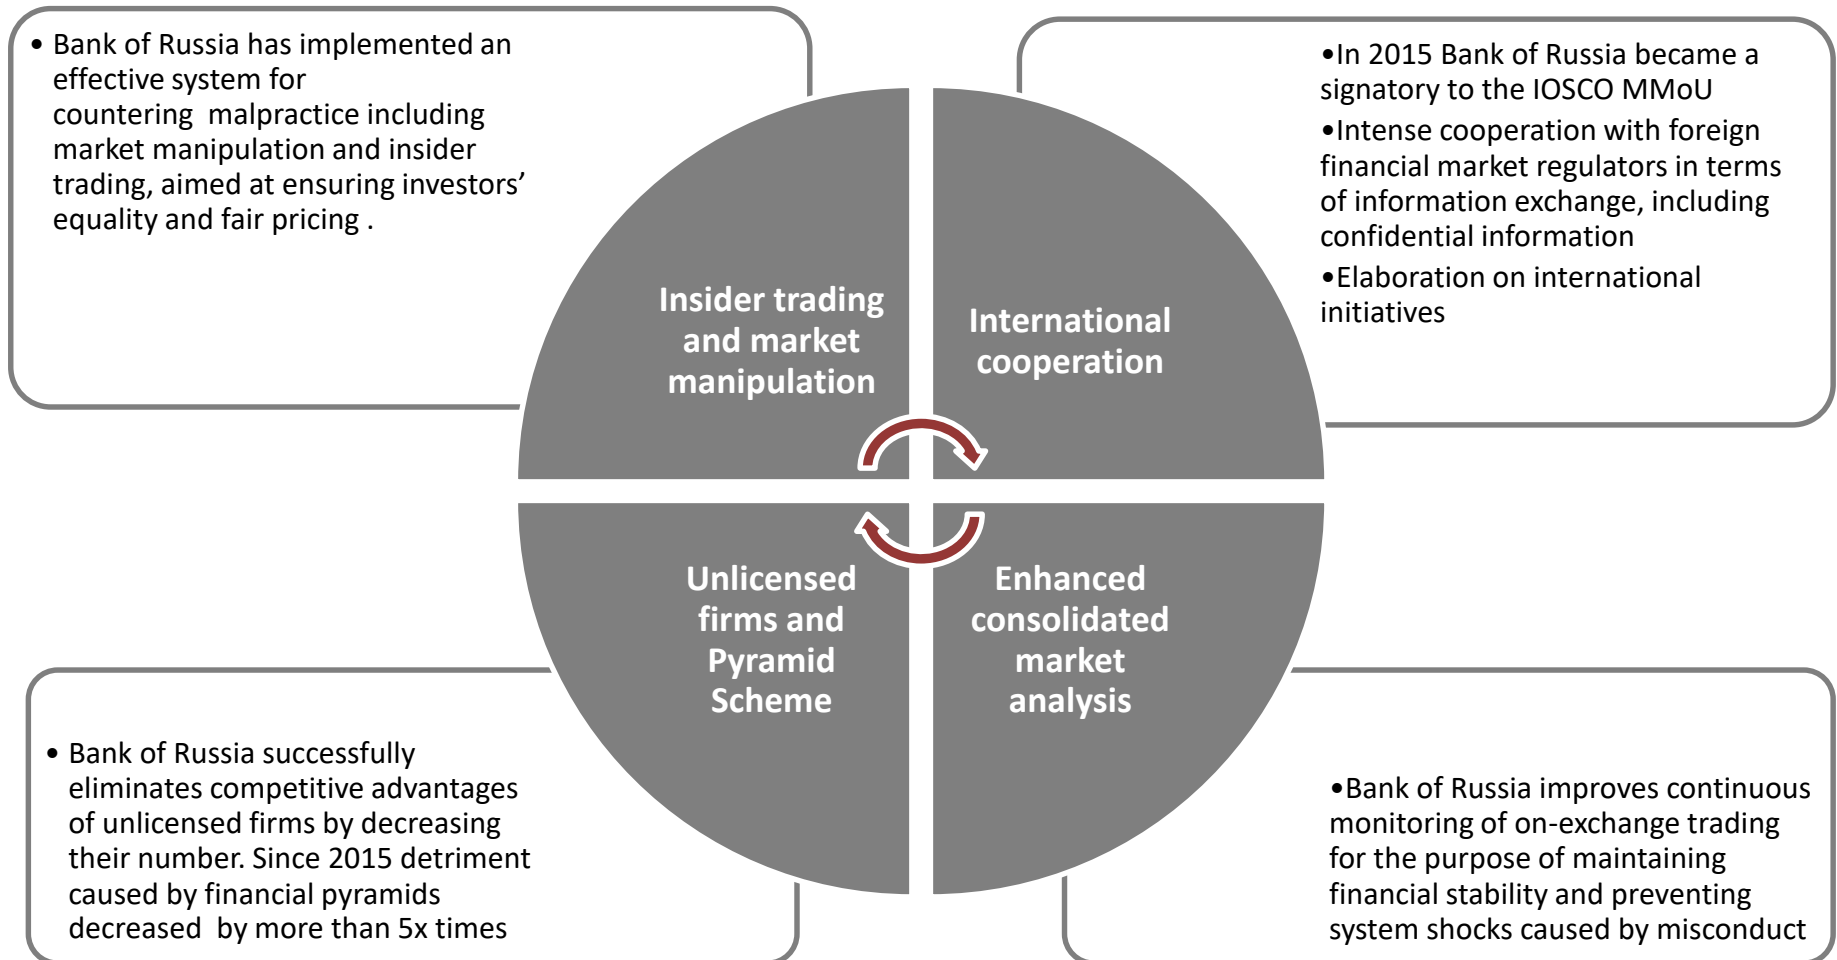 • Bank of Russia has implemented an
effective system for
countering  malpractice including
market manipulation and insider
trading, aimed at ensuring investors’
equality and fair pricing .
•In 2015 Bank of Russia became a
signatory to the IOSCO MMoU
•Intense cooperation with foreign
financial market regulators in terms
of information exchange, including
confidential information
•Elaboration on international
initiatives
Insider trading
and market
manipulation
International
cooperation
Unlicensed
firms and
Pyramid
Scheme
Enhanced
consolidated
market
analysis
• Bank of Russia successfully
eliminates competitive advantages
of unlicensed firms by decreasing
their number. Since 2015 detriment
caused by financial pyramids
decreased  by more than 5x times
•Bank of Russia improves continuous
monitoring of on-exchange trading
for the purpose of maintaining
financial stability and preventing
system shocks caused by misconduct